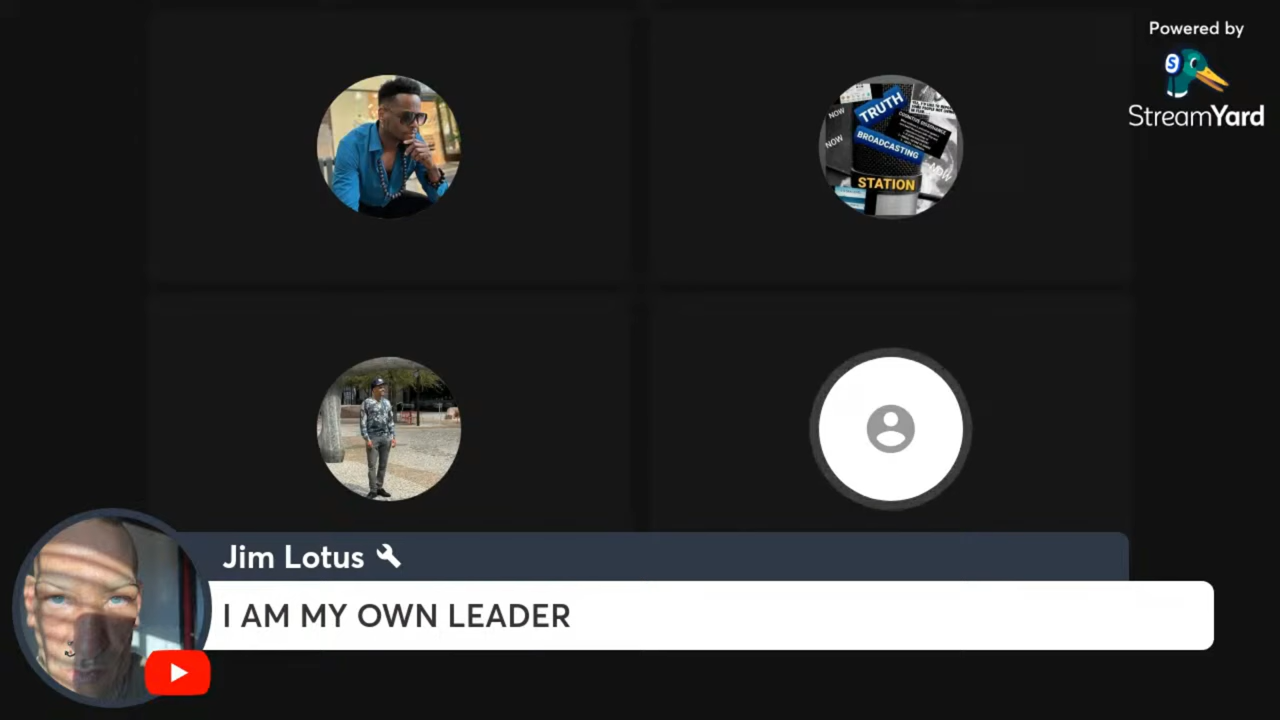 Powered by
StreamYard
NOW
NOW
TRUTH
BROADCASTING
STATION
Jim Lotus
I AM MY OWN LEADER